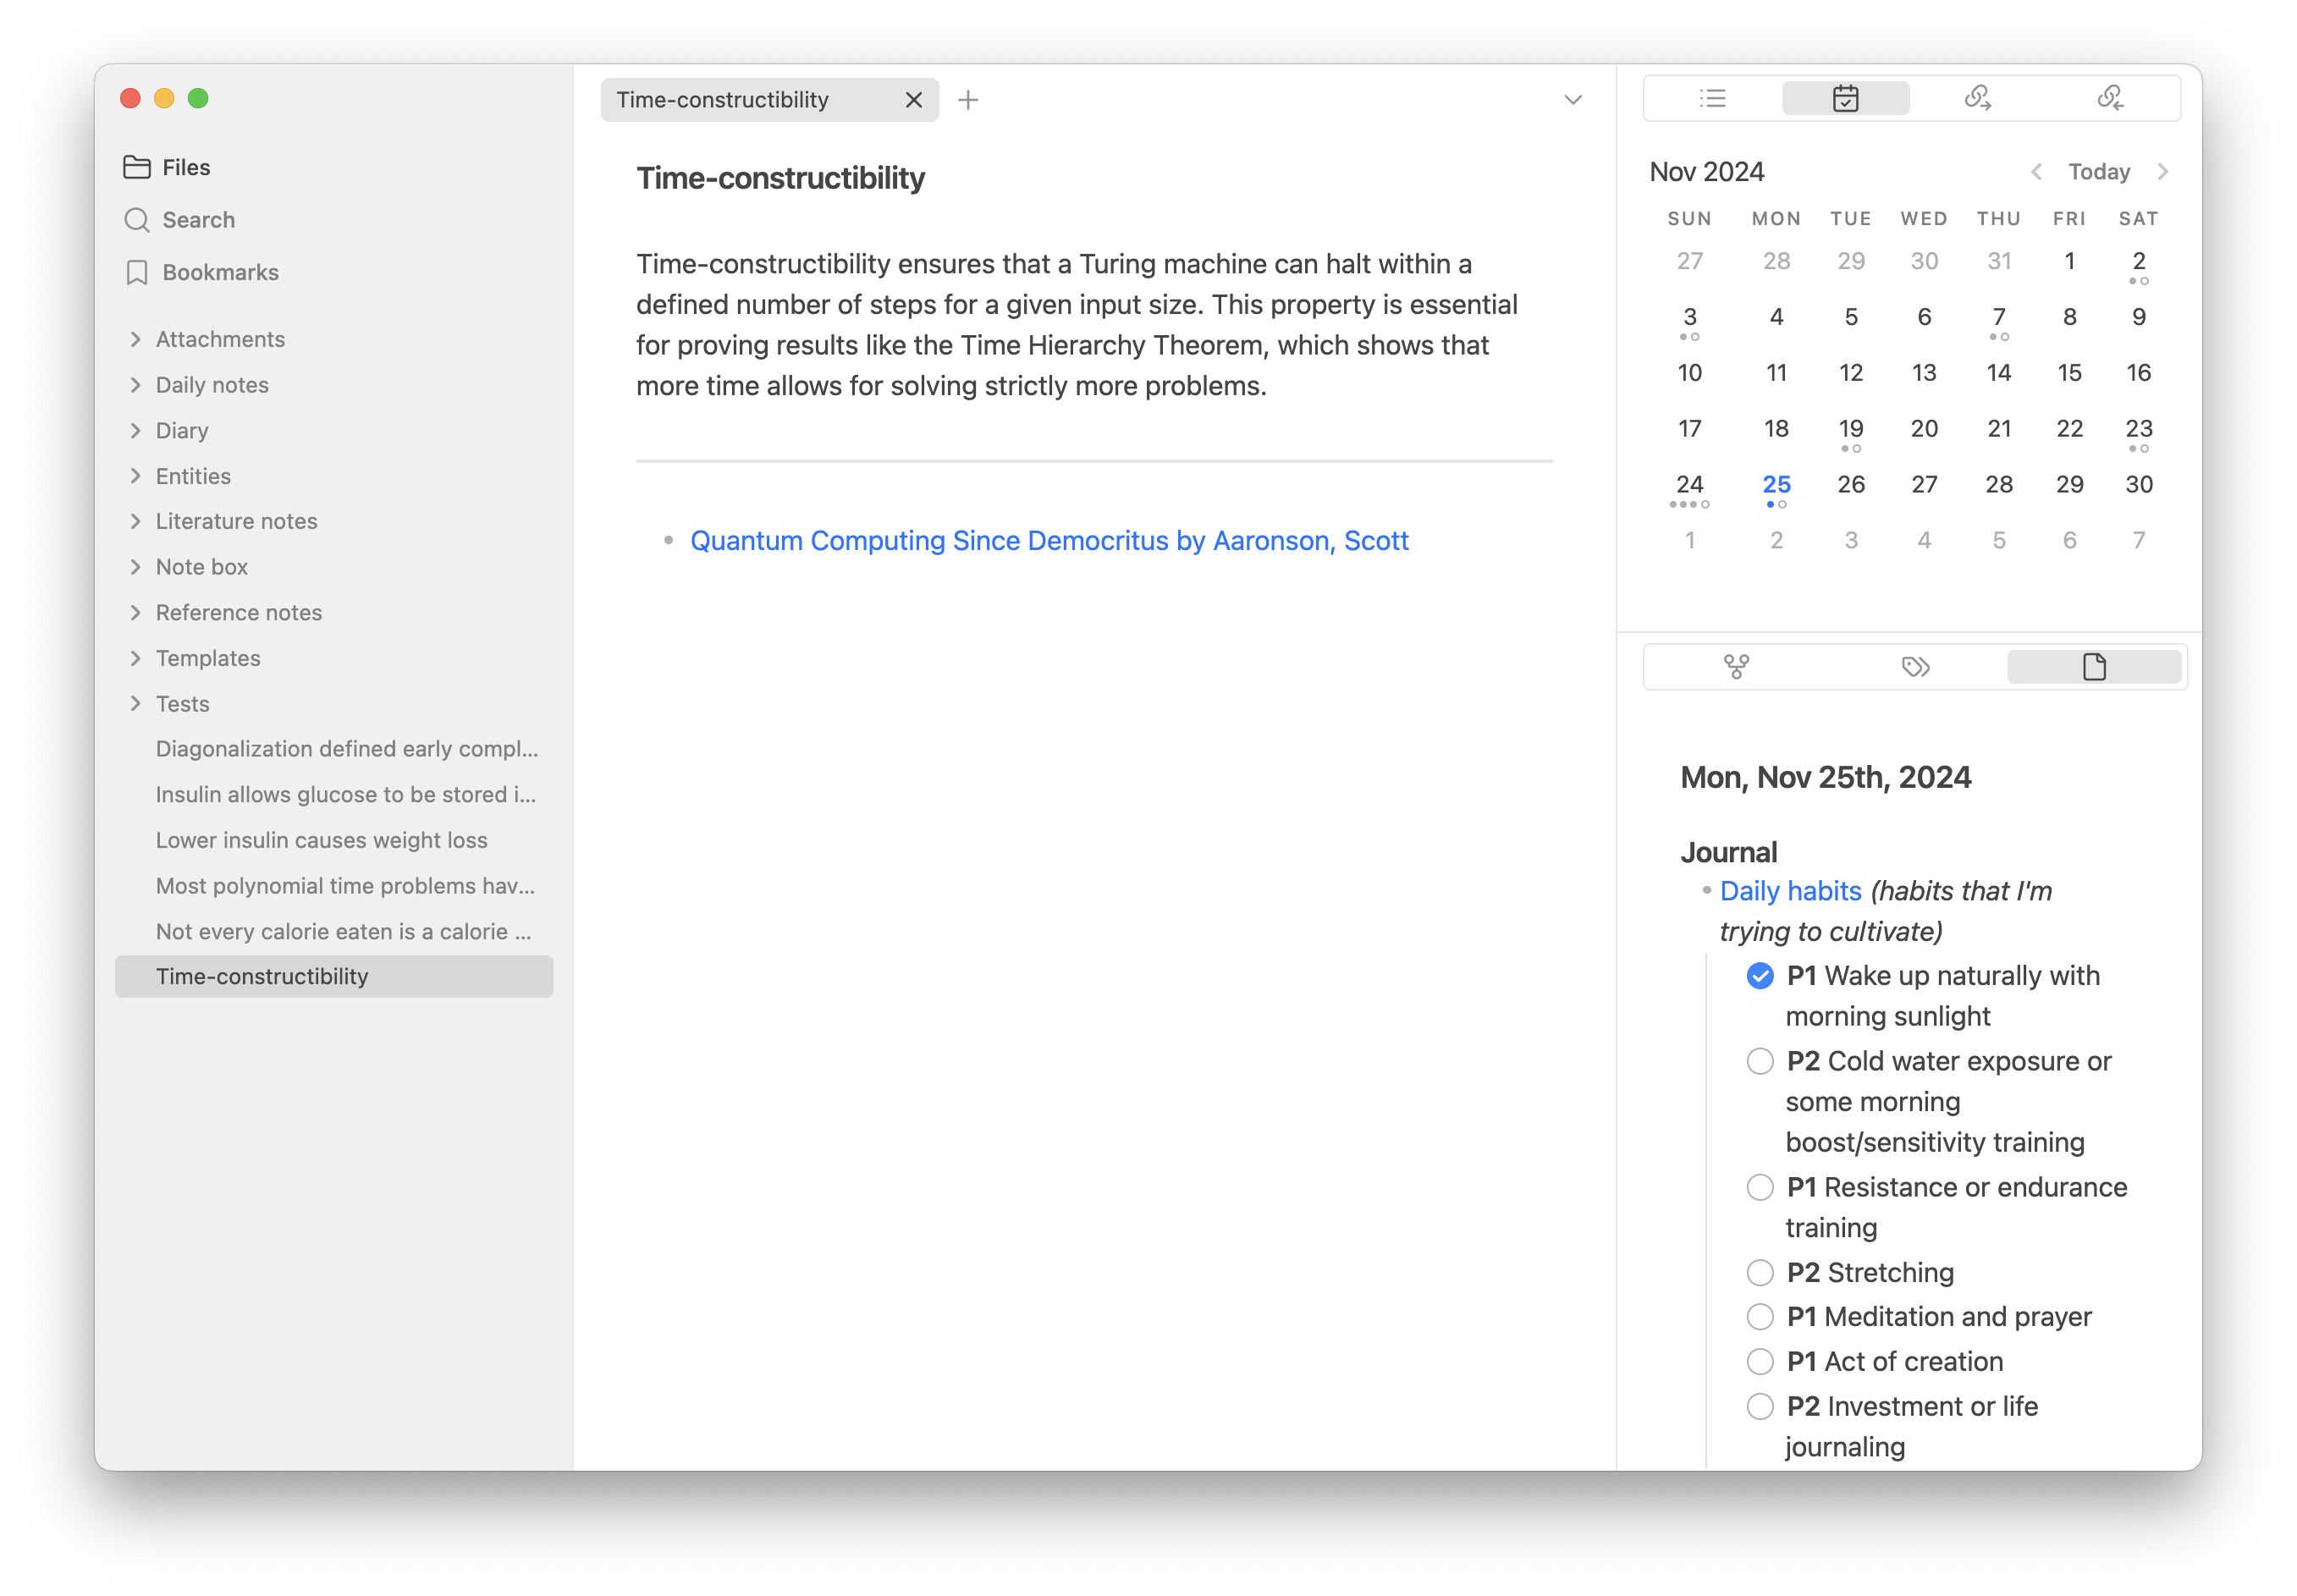 Files
Search
Bookmarks
Attachments
Daily notes
Diary
Entities
Literature notes
Note box
Reference notes
Templates
Tests
Diagonalization defined early compl...
Insulin allows glucose to be stored i...
Lower insulin causes weight loss
Most polynomial time problems hav...
Not every calorie eaten is a calorie ...
Time-constructibility
Time-constructibility
Time-constructibility
Time-constructibility ensures that a Turing machine can halt within a
defined number of steps for a given input size. This property is essential
for proving results like the Time Hierarchy Theorem, which shows that
more time allows for solving strictly more problems.
Quantum Computing Since Democritus by Aaronson, Scott
Nov 2024 Today
SUN MON TUE WED THU FRI SAT
27 28 29 30 31 1 2
3 4 5 6 7 8 9
10 11 12 13 14 15 16
17 18 19 20 21 22 23
24 25 26 27 28 29 30
1 2 3 4 5 6 7
Mon, Nov 25th, 2024
Journal
Daily habits (habits that I'm
trying to cultivate)
P1 Wake up naturally with
morning sunlight
P2 Cold water exposure or
some morning
boost/sensitivity training
P1 Resistance or endurance
training
P2 Stretching
P1 Meditation and prayer
P1 Act of creation
P2 Investment or life
journaling